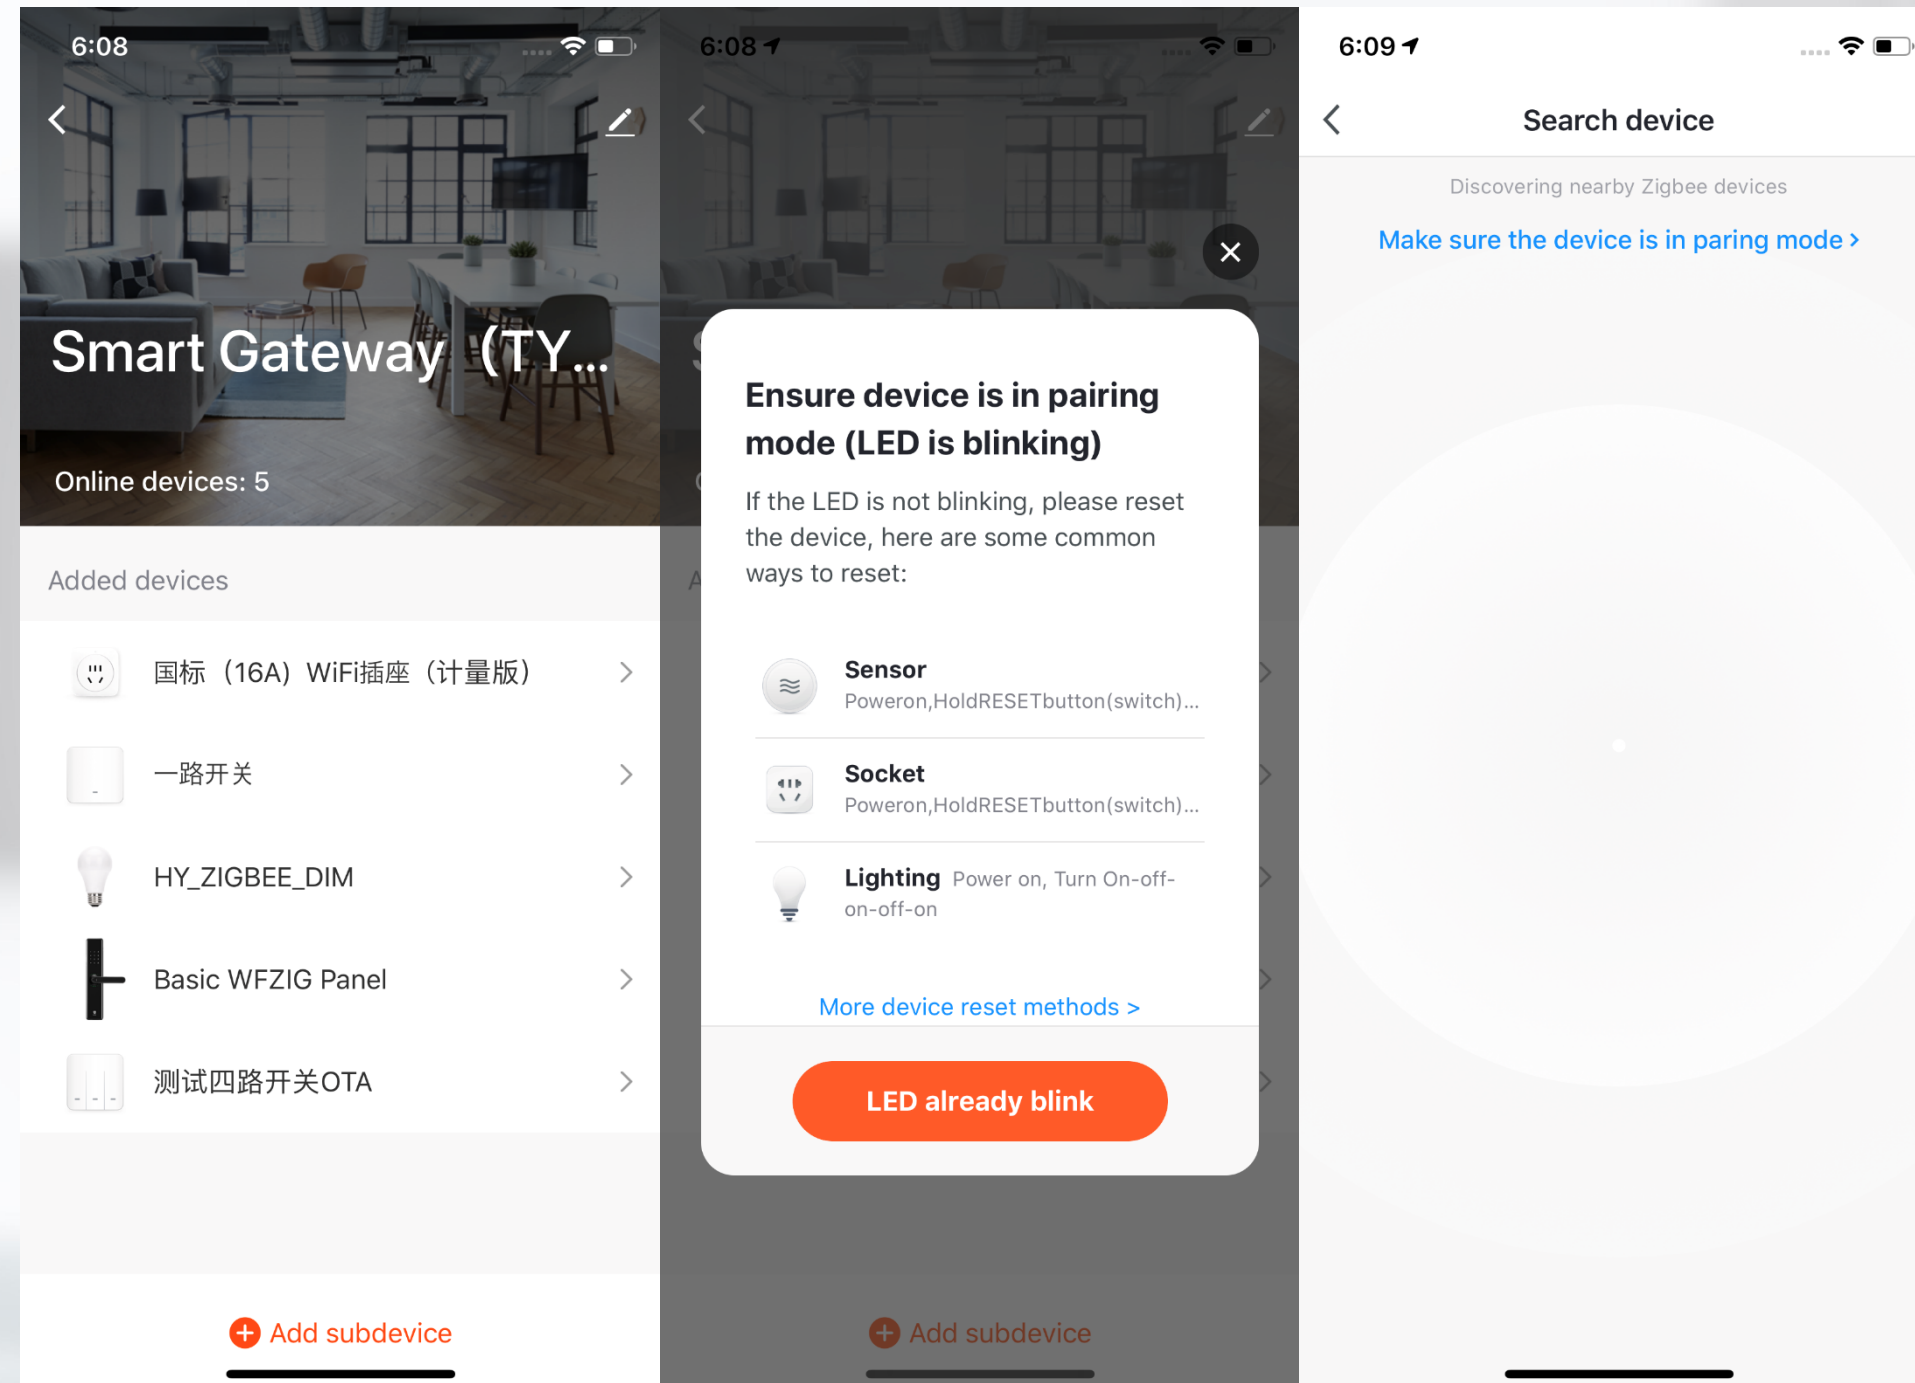 6:08
Smart Gateway（TY...
Online devices: 5
Added devices
国标（16A）WiFi插座（计量版）
一路开关
HY_ZIGBEE_DIM
Basic WFZIG Panel
测试四路开关OTA
Add subdevice
6:08
Ensure device is in pairing
mode (LED is blinking)
If the LED is not blinking, please reset
the device, here are some common
ways to reset:
Sensor
Poweron,HoldRESETbutton(switch)...
Socket
Poweron,HoldRESETbutton(switch)...
Lighting Power on, Turn On-off-
on-off-on
More device reset methods >
LED already blink
Add subdevice
6:09
Search device
Discovering nearby Zigbee devices
Make sure the device is in paring mode >